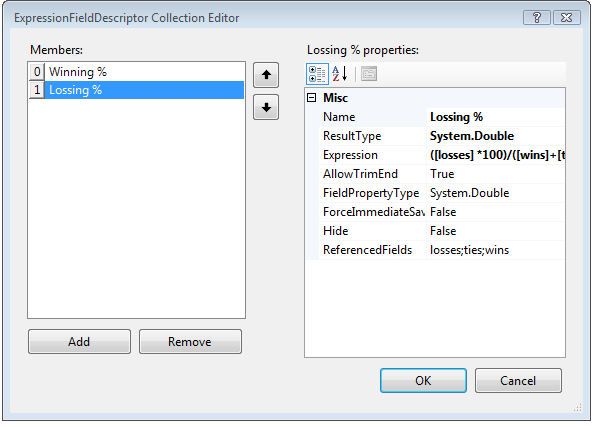 ExpressionFieldDescriptor Collection Editor
Members:
0 Winning %
1 Lossing %
Add
Remove
Lossing % properties:
Misc
Name Lossing %
ResultType System.Double
Expression ([losses] *100)/([wins]+[t
AllowTrimEnd True
FieldPropertyType System.Double
ForceImmediateSav False
Hide False
ReferencedFields losses;ties;wins
OK
Cancel